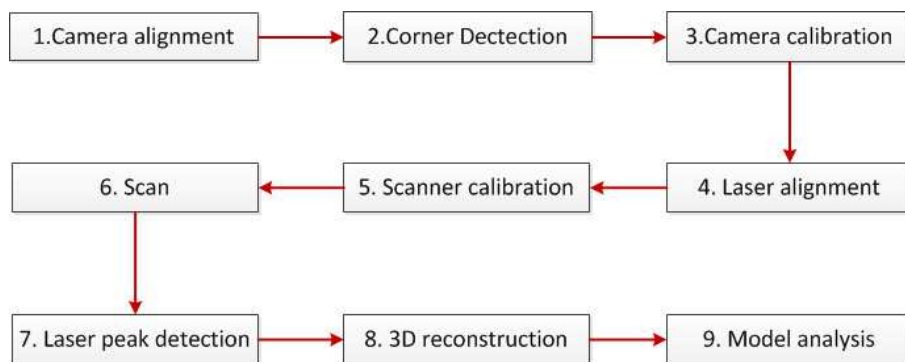 1.Camera alignment
2.Corner Dectection
3.Camera calibration
4. Laser alignment
5. Scanner calibration
6. Scan
7. Laser peak detection
8. 3D reconstruction
9. Model analysis